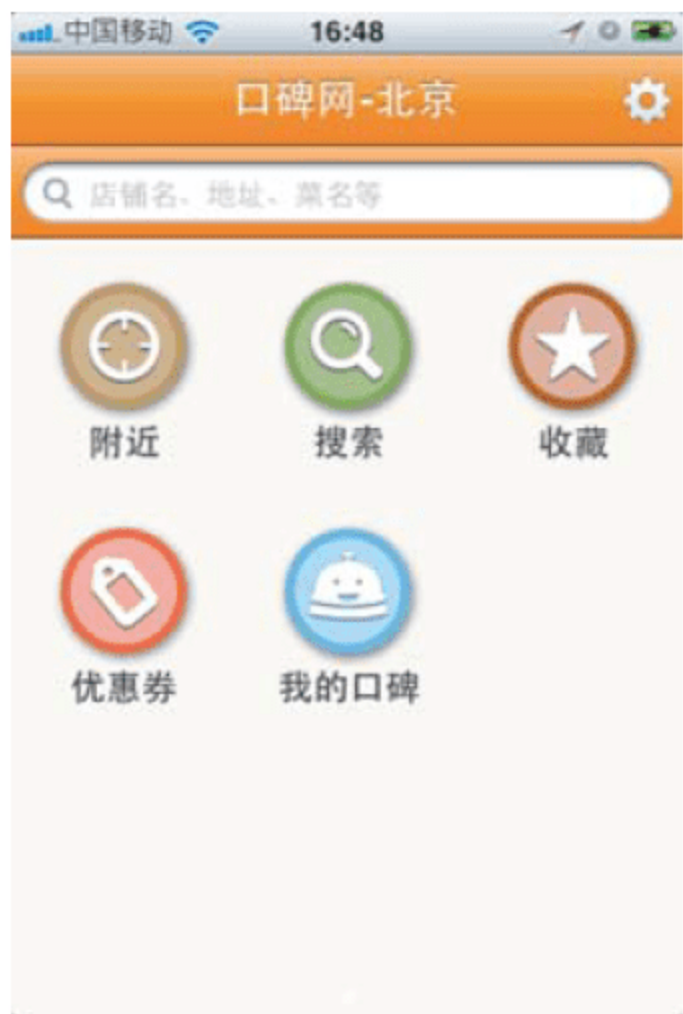 中国移动 16:48
口碑网-北京
店铺名、地址、菜名等
附近 搜索 收藏
优惠券 我的口碑